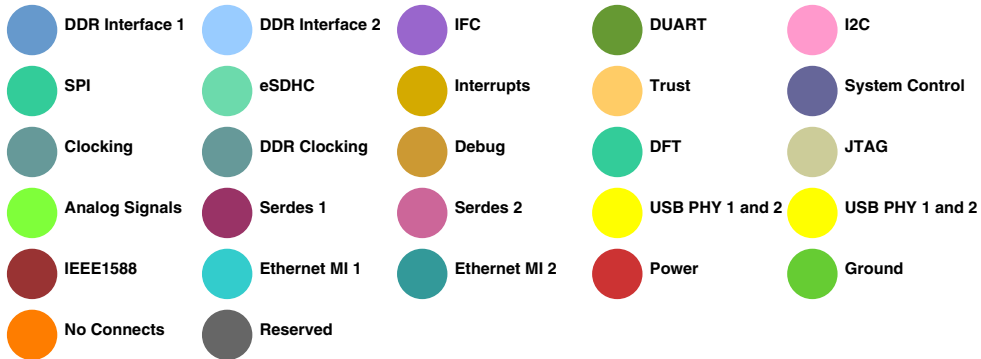 DDR Interface 1 DDR Interface 2 IFC DUART I2C
SPI eSDHC Interrupts Trust System Control
Clocking DDR Clocking Debug DFT JTAG
Analog Signals Serdes 1 Serdes 2 USB PHY 1 and 2 USB PHY 1 and 2
IEEE1588 Ethernet MI 1 Ethernet MI 2 Power Ground
No Connects Reserved